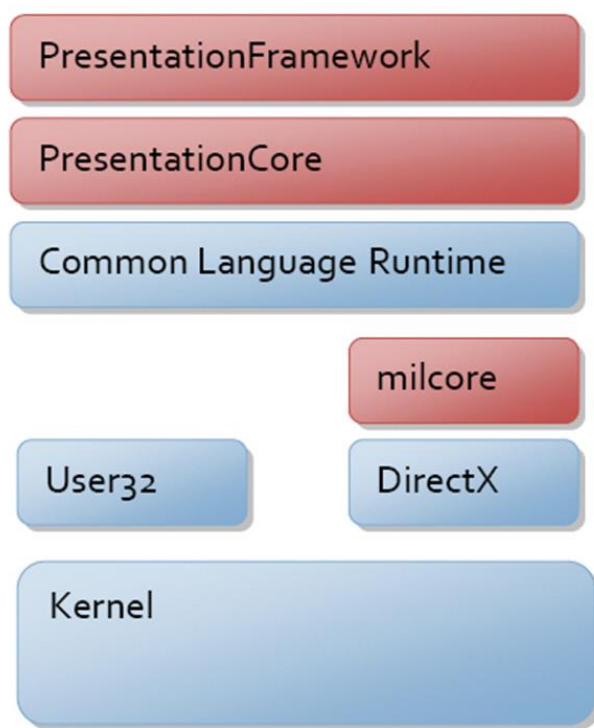 PresentationFramework
PresentationCore
Common Language Runtime
milcore
User32
DirectX
Kernel